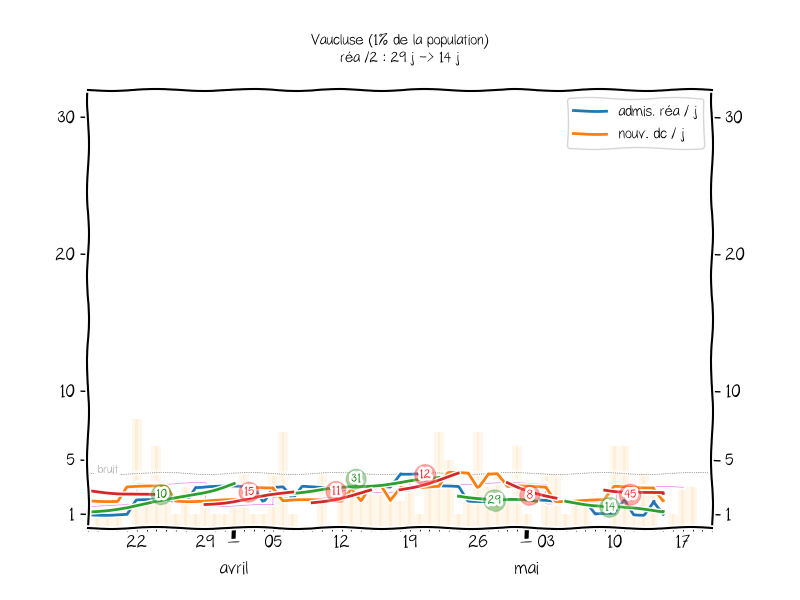 Vaucluse (1% de la population)
réa /2 : 29 j -> 14 j
admis. réa / j
nouv. dc / j
30 30
20 20
10 10
5 5
1 1
bruit
10 15 11 31 12 29 8 14 45
22 29 05 12 19 26 03 10 17
avril mai